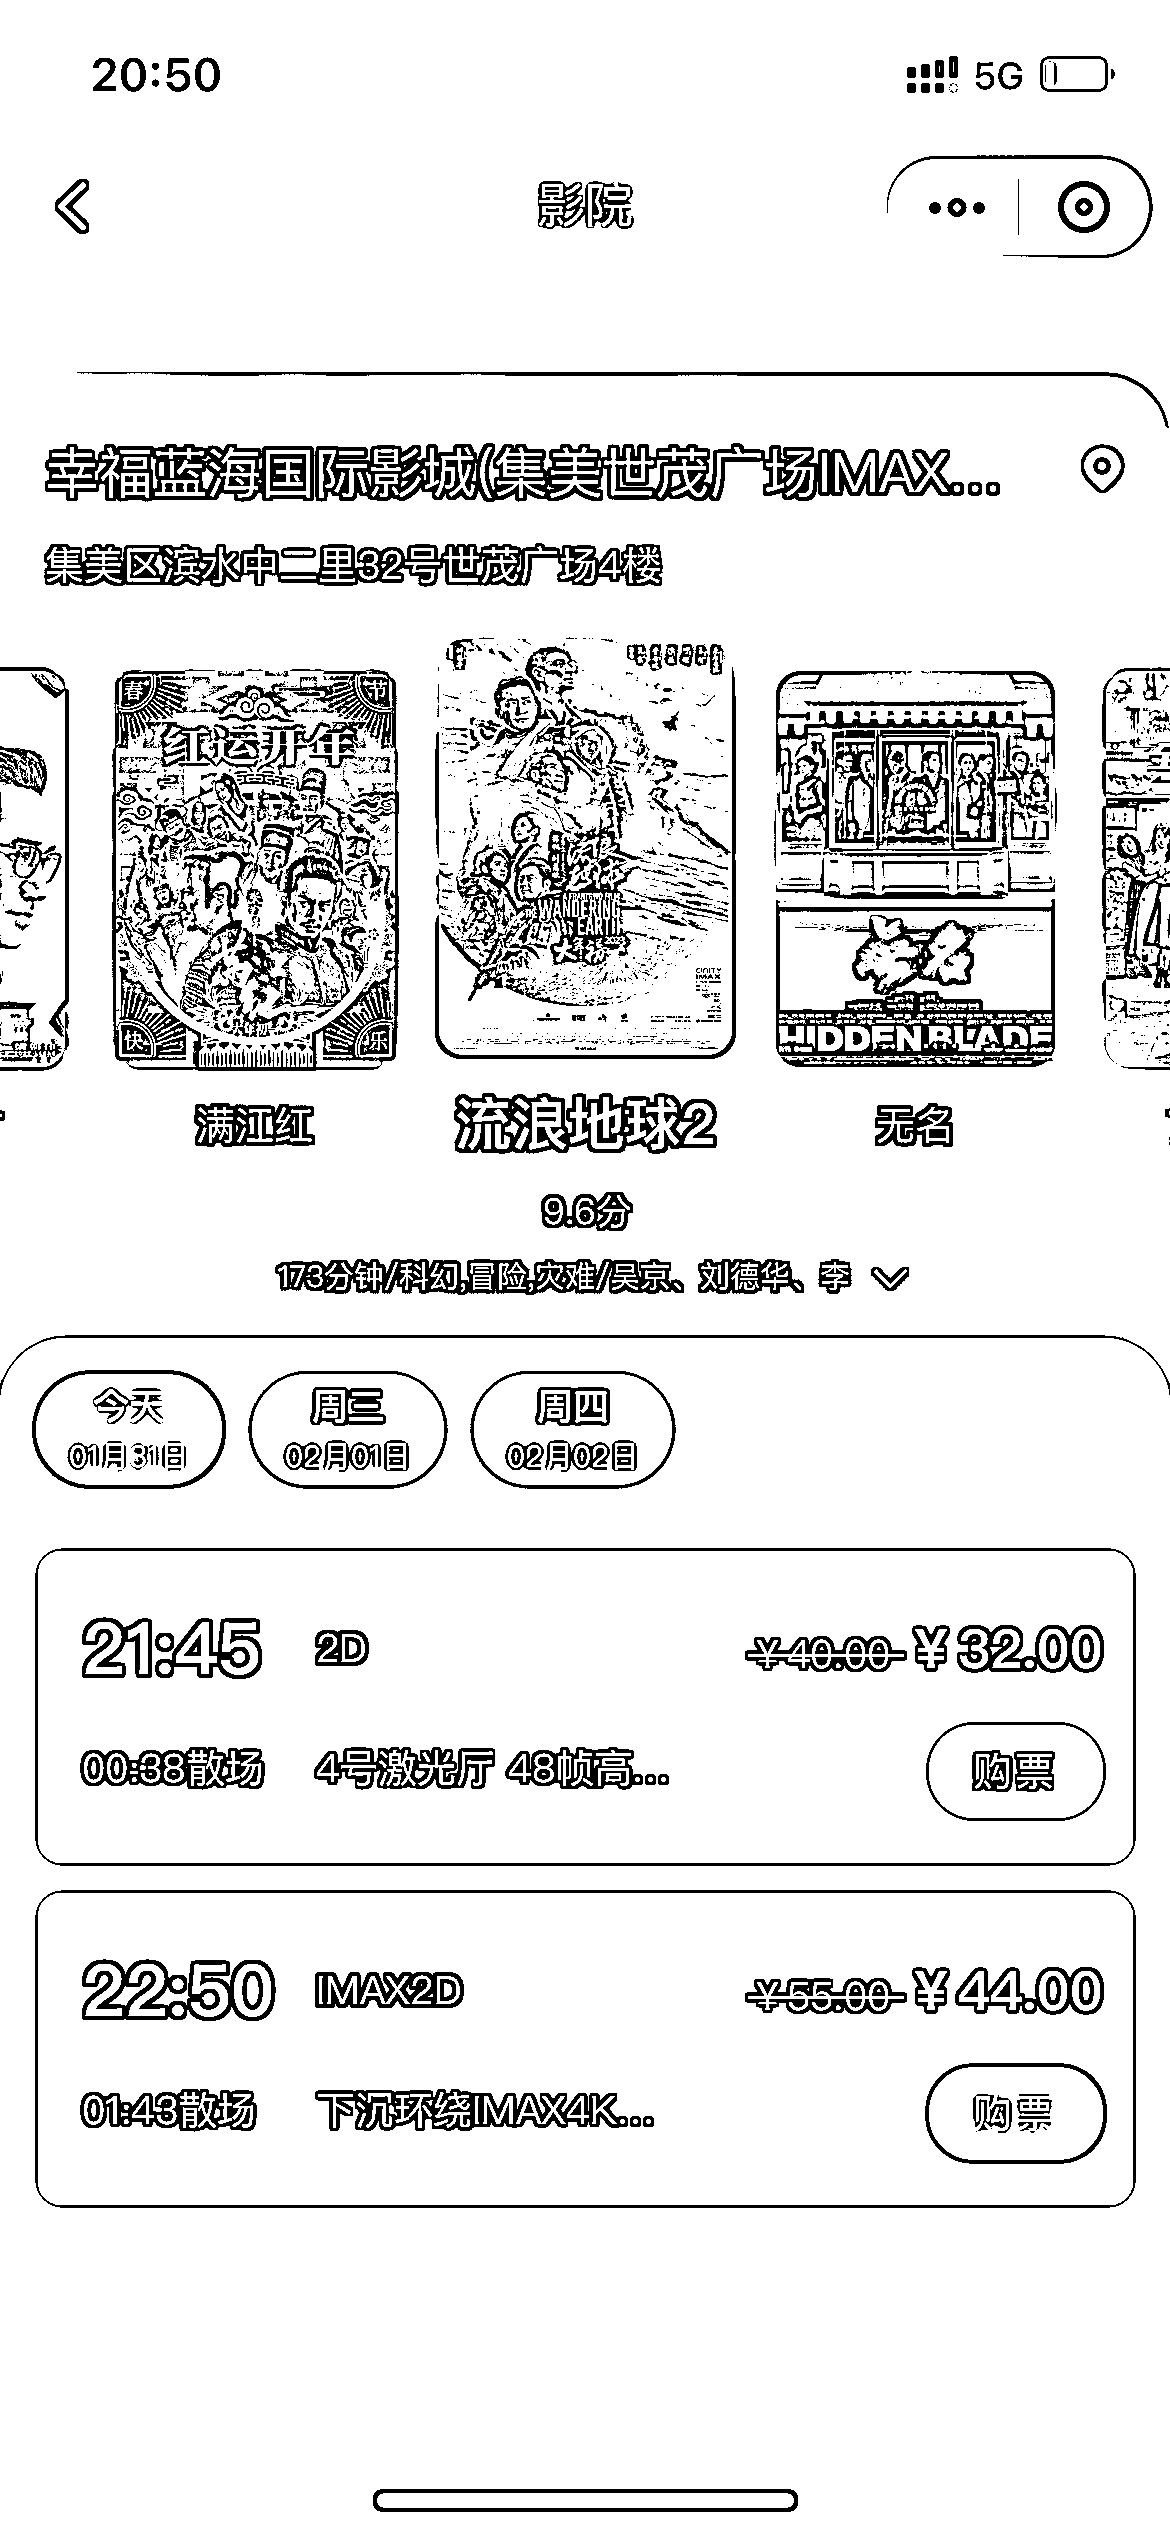 20:50
5G
影院
幸福蓝海国际影城(集美世茂广场IMAX...
集美区滨水中二里32号世茂广场4楼
春节
红运开年
快乐
WANDERING
EARTH
CINITY
IMAX
HIDDEN BLADE
满江红
流浪地球2
无名
9.6分
173分钟/科幻,冒险,灾难/吴京、刘德华、李
今天
周三
周四
01月31日
02月01日
02月02日
21:45
2D
¥40.00
¥32.00
00:38散场
4号激光厅 48帧高...
购票
22:50
IMAX2D
¥55.00
¥44.00
01:43散场
下沉环绕IMAX4K...
购票